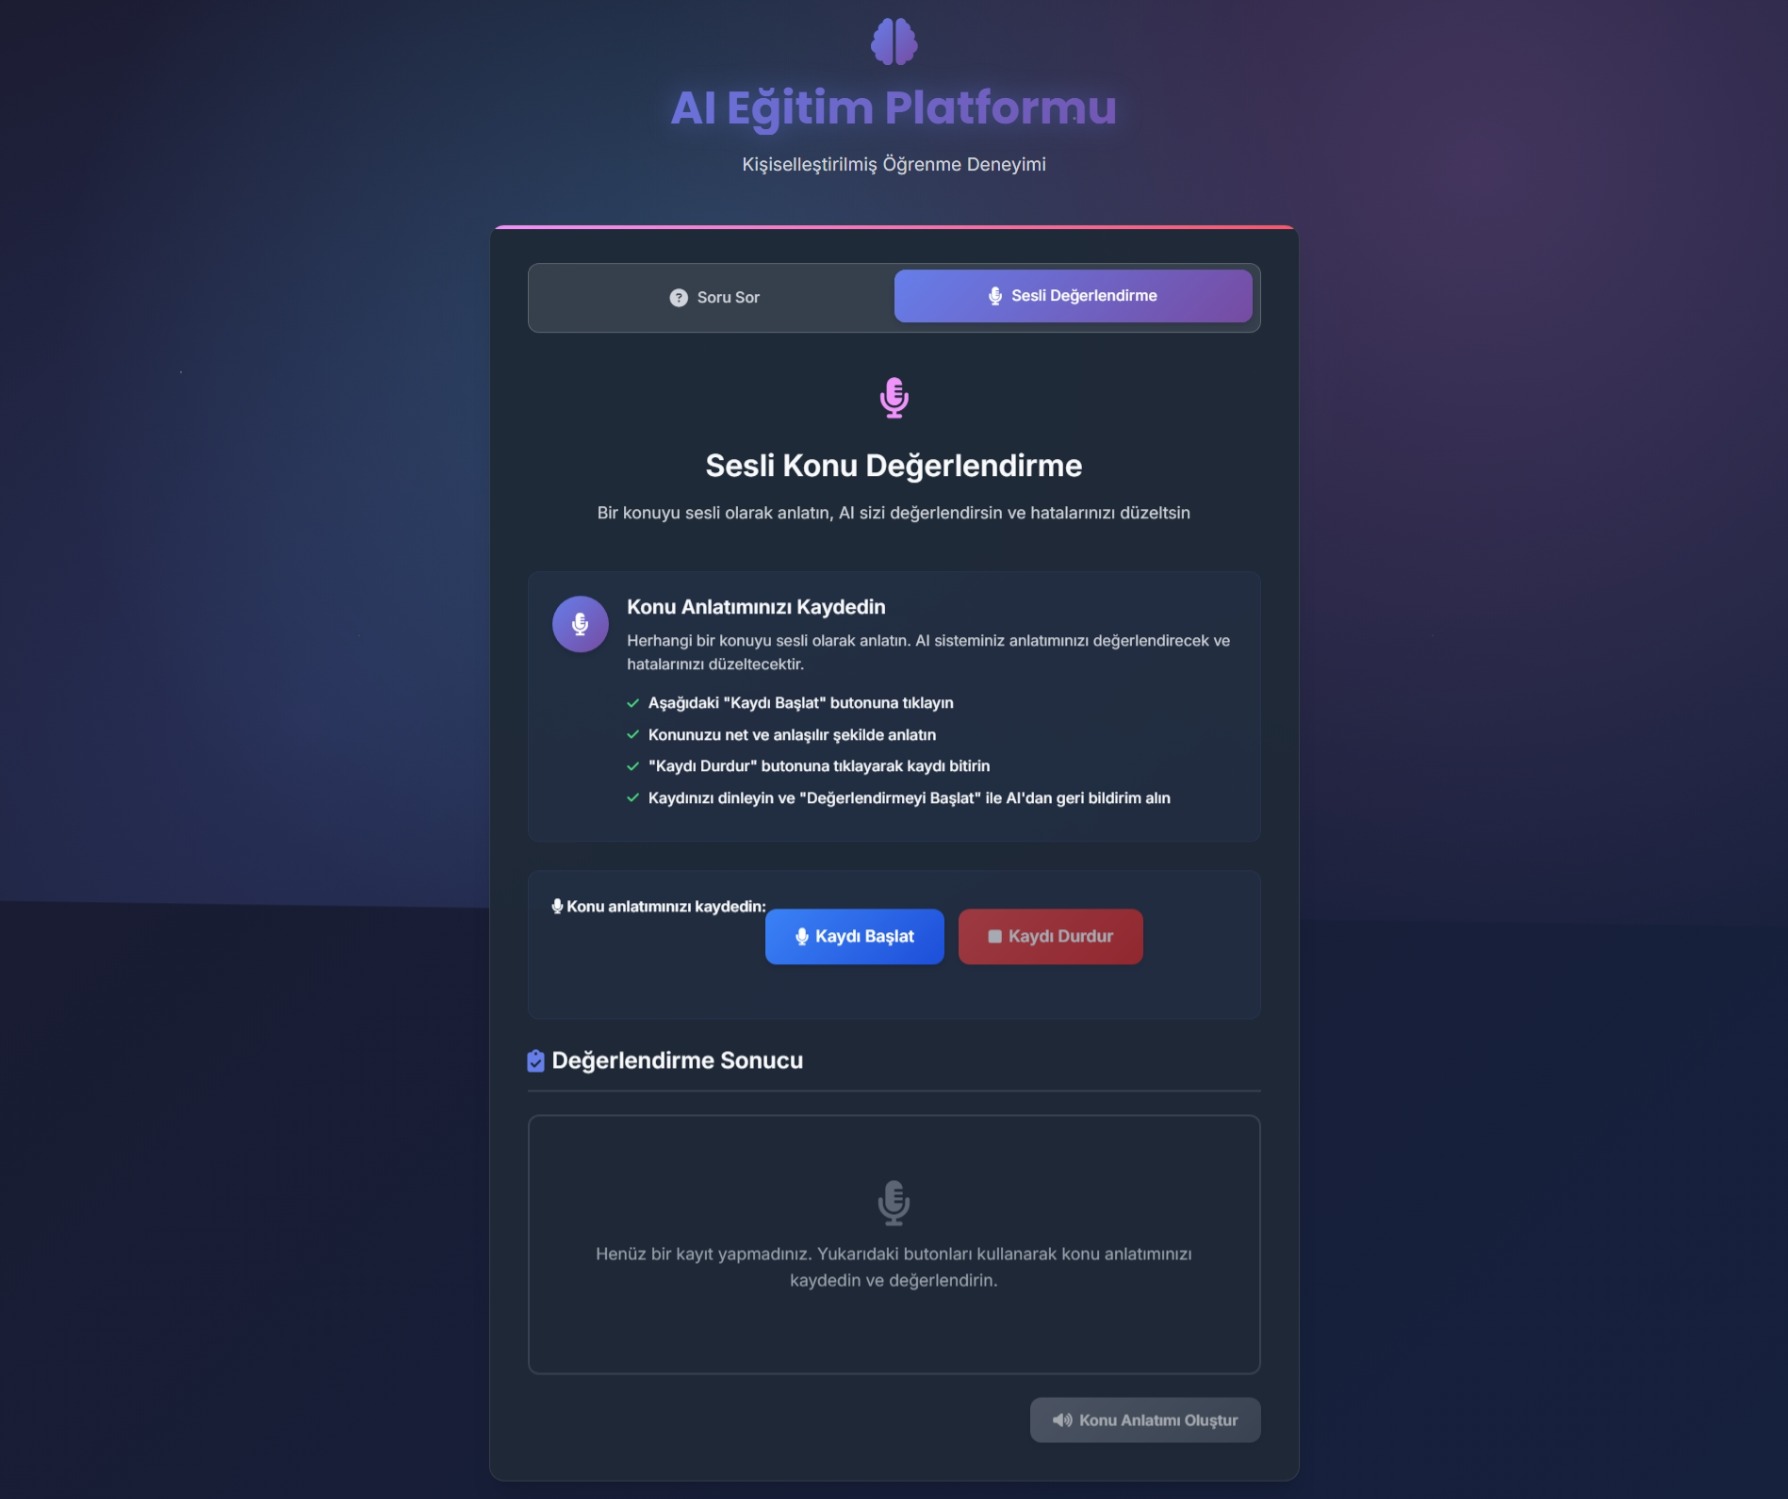 AI Eğitim Platformu
Kişiselleştirilmiş Öğrenme Deneyimi
Soru Sor
Sesli Değerlendirme
Sesli Konu Değerlendirme
Bir konuyu sesli olarak anlatın, AI sizi değerlendirsin ve hatalarınızı düzeltsin
Konu Anlatımınızı Kaydedin
Herhangi bir konuyu sesli olarak anlatın. AI sisteminiz anlatımınızı değerlendirecek ve
hatalarınızı düzeltecektir.
Aşağıdaki "Kaydı Başlat" butonuna tıklayın
Konunuzu net ve anlaşılır şekilde anlatın
"Kaydı Durdur" butonuna tıklayarak kaydı bitirin
Kaydınızı dinleyin ve "Değerlendirmeyi Başlat" ile AI'dan geri bildirim alın
Konu anlatımınızı kaydedin:
Kaydı Başlat
Kaydı Durdur
Değerlendirme Sonucu
Henüz bir kayıt yapmadınız. Yukarıdaki butonları kullanarak konu anlatımınızı
kaydedin ve değerlendirin.
Konu Anlatımı Oluştur